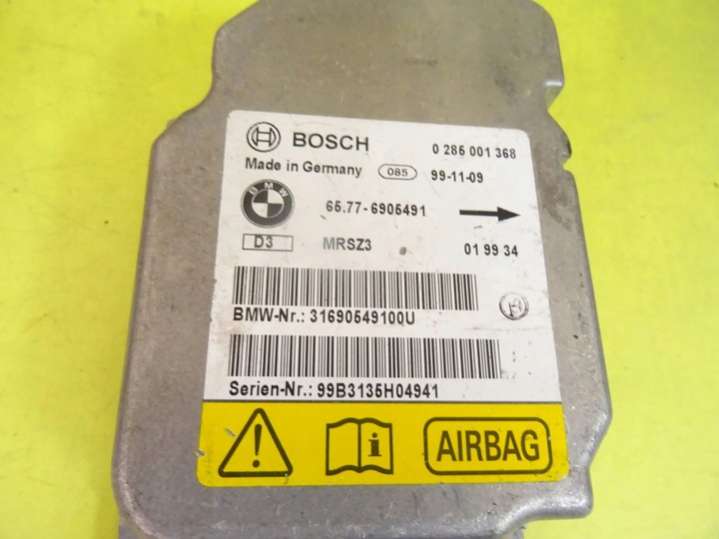 BOSCH 0 285 001 368
Made in Germany 085 99-11-09
BMW 65.77-6905491
D3 MRSZ3 01 99 34
BMW-Nr.: 31690549100U
Serien-Nr.: 99B3135H04941
AIRBAG